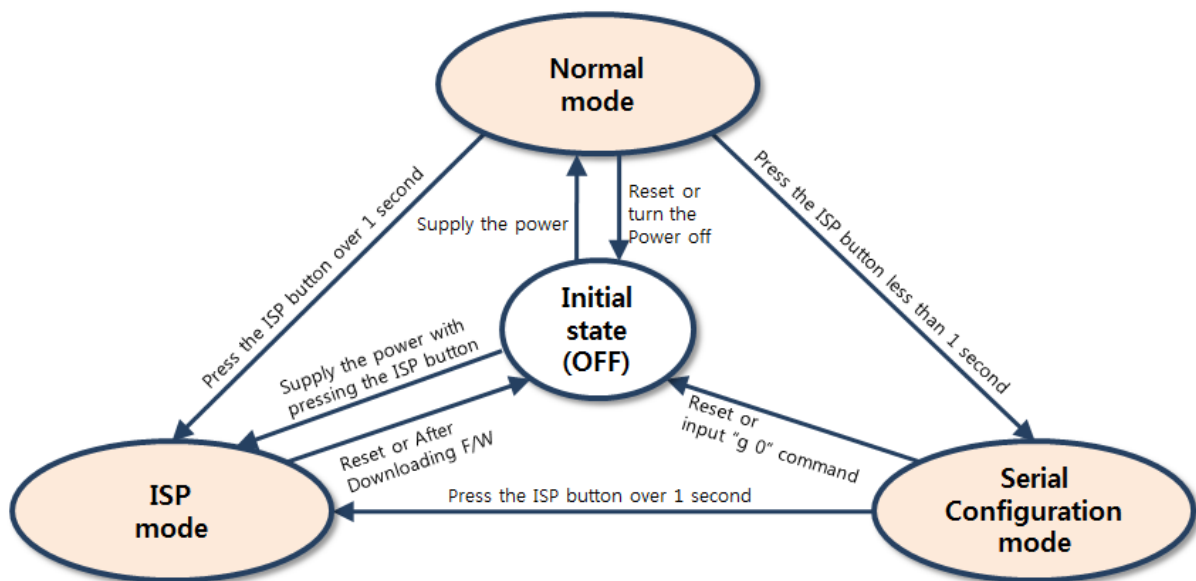 Normal
mode
Press the ISP button over 1 second
Supply the power
Reset or
turn the
Power off
Press the ISP button less than 1 second
Initial
state
(OFF)
Supply the power with
pressing the ISP button
Reset or After
Downloading F/W
Reset or
input "g 0" command
Press the ISP button over 1 second
ISP
mode
Serial
Configuration
mode